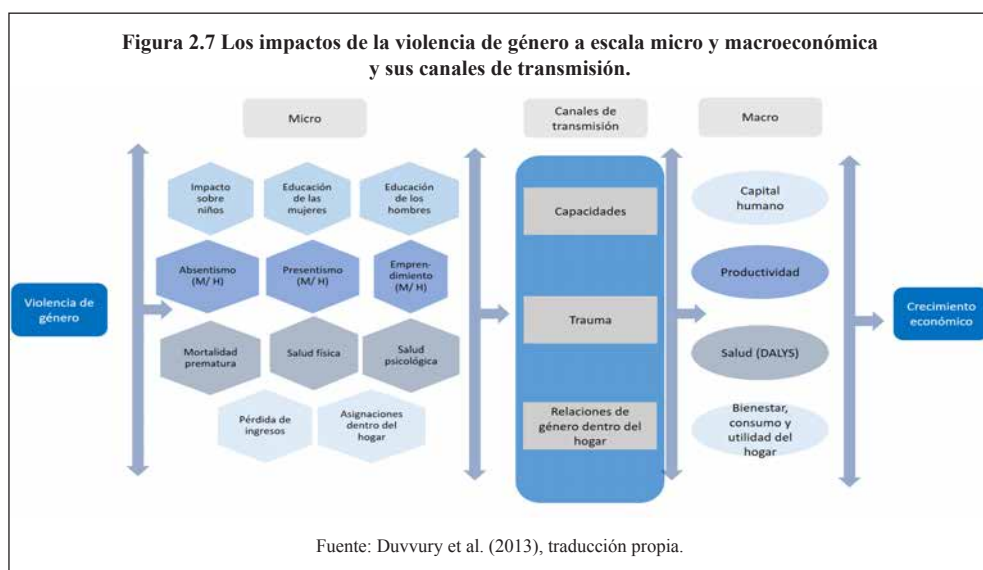 Figura 2.7 Los impactos de la violencia de género a escala micro y macroeconómica
y sus canales de transmisión.
Micro
Canales de
transmisión
Macro
Impacto
sobre
niños
Educación
de las
mujeres
Educación
de los
hombres
Capacidades
Capital
humano
Absentismo
(M/ H)
Presentismo
(M/ H)
Empren-
dimiento
(M/ H)
Productividad
Violencia de
género
Trauma
Crecimiento
económico
Mortalidad
prematura
Salud física
Salud
psicológica
Salud (DALYS)
Pérdida de
ingresos
Asignaciones
dentro del
hogar
Relaciones de
género dentro del
hogar
Bienestar,
consumo y
utilidad del
hogar
Fuente: Duvvury et al. (2013), traducción propia.